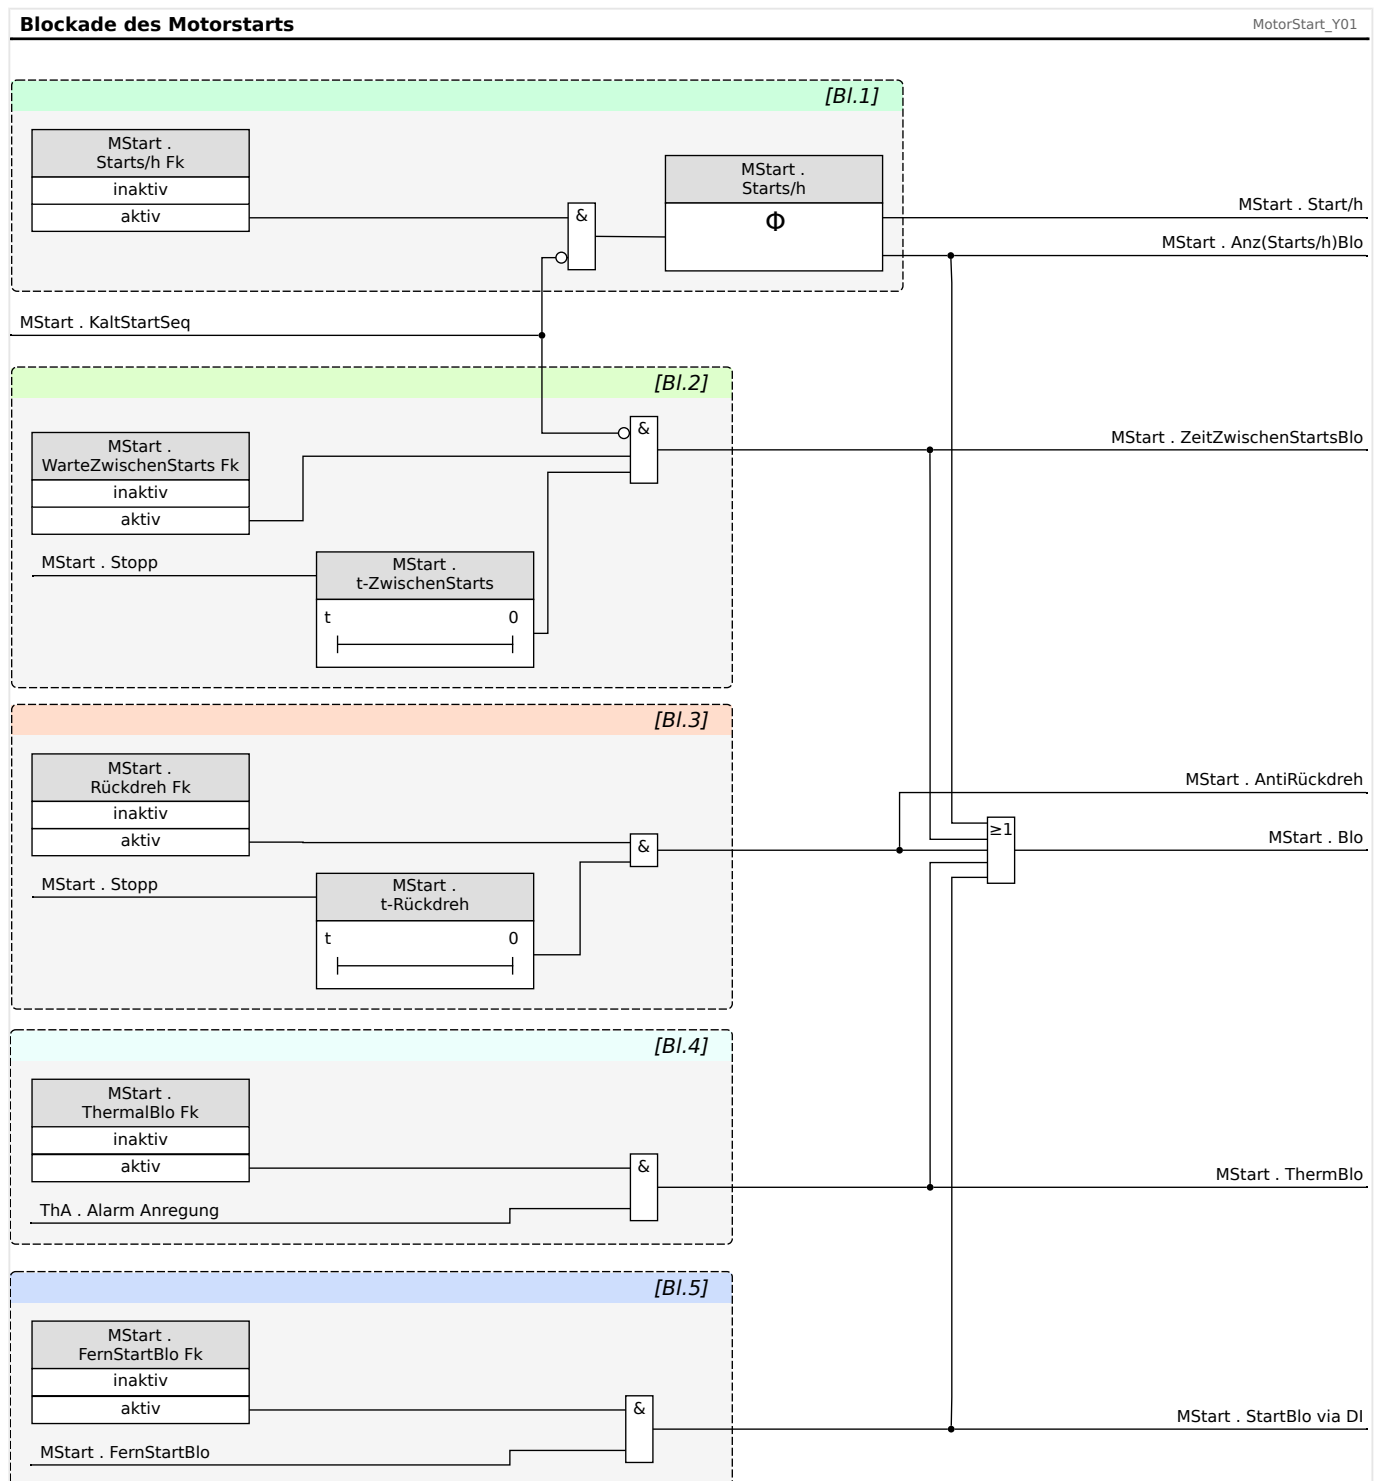 Blockade des Motorstarts
MotorStart_Y01
[Bl.1]
MStart .
Starts/h Fk
inaktiv
aktiv
&
MStart .
Starts/h
Φ
MStart . Start/h
MStart . Anz(Starts/h)Blo
MStart . KaltStartSeq
[Bl.2]
MStart .
WarteZwischenStarts Fk
inaktiv
aktiv
&
MStart . ZeitZwischenStartsBlo
MStart . Stopp
MStart .
t-ZwischenStarts
t 0
[Bl.3]
MStart .
Rückdreh Fk
inaktiv
aktiv
&
MStart . AntiRückdreh
≥1
MStart . Blo
MStart . Stopp
MStart .
t-Rückdreh
t 0
[Bl.4]
MStart .
ThermalBlo Fk
inaktiv
aktiv
&
MStart . ThermBlo
ThA . Alarm Anregung
[Bl.5]
MStart .
FernStartBlo Fk
inaktiv
aktiv
&
MStart . StartBlo via DI
MStart . FernStartBlo